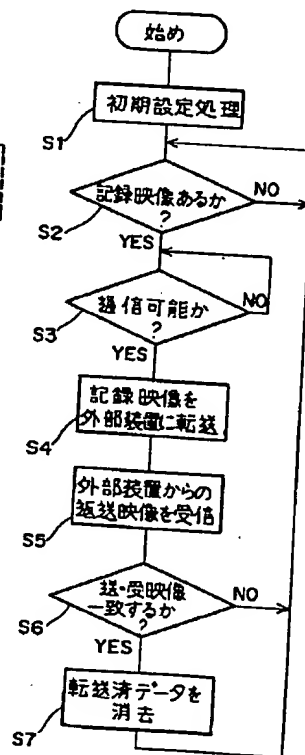 始め
初期設定処理
S1
記録映像あるか
?
NO
S2
YES
通信可能か
?
NO
S3
YES
記録映像を
外部装置に転送
S4
外部装置からの
返送映像を受信
S5
送・受映像
一致するか
?
NO
S6
YES
転送済データを
消去
S7